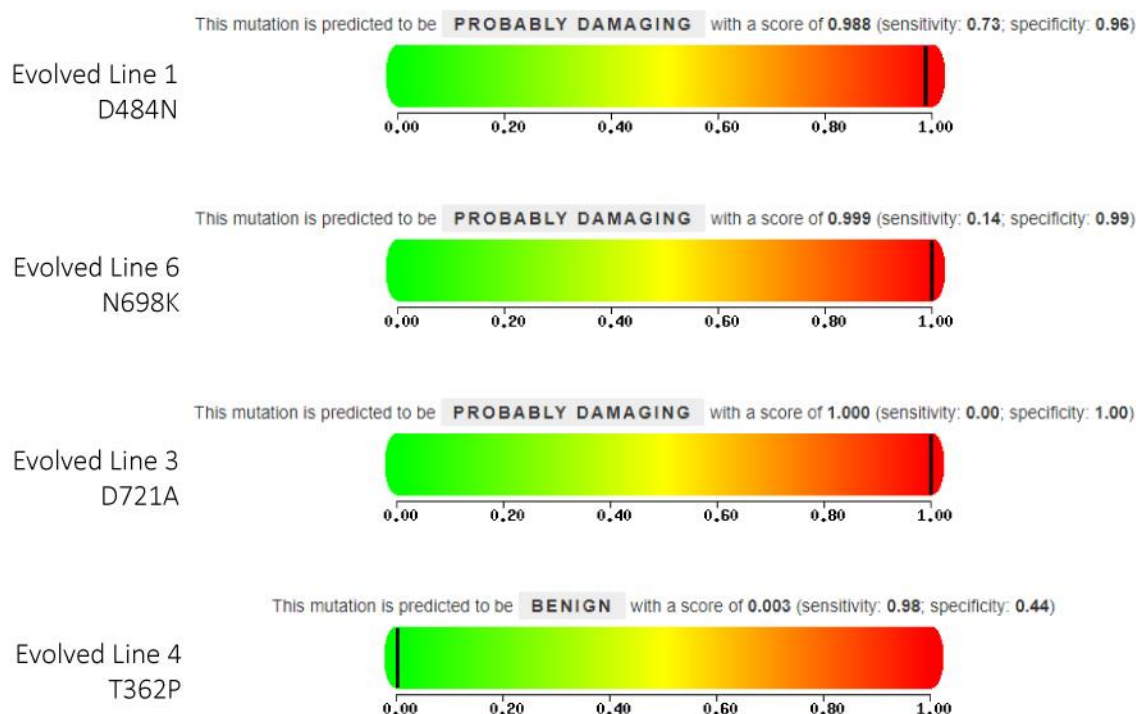 This mutation is predicted to be PROBABLY DAMAGING with a score of 0.988 (sensitivity: 0.73; specificity: 0.96)
Evolved Line 1
D484N
0.00 0.20 0.40 0.60 0.80 1.00
This mutation is predicted to be PROBABLY DAMAGING with a score of 0.999 (sensitivity: 0.14; specificity: 0.99)
Evolved Line 6
N698K
0.00 0.20 0.40 0.60 0.80 1.00
This mutation is predicted to be PROBABLY DAMAGING with a score of 1.000 (sensitivity: 0.00; specificity: 1.00)
Evolved Line 3
D721A
0.00 0.20 0.40 0.60 0.80 1.00
This mutation is predicted to be BENIGN with a score of 0.003 (sensitivity: 0.98; specificity: 0.44)
Evolved Line 4
T362P
0.00 0.20 0.40 0.60 0.80 1.00